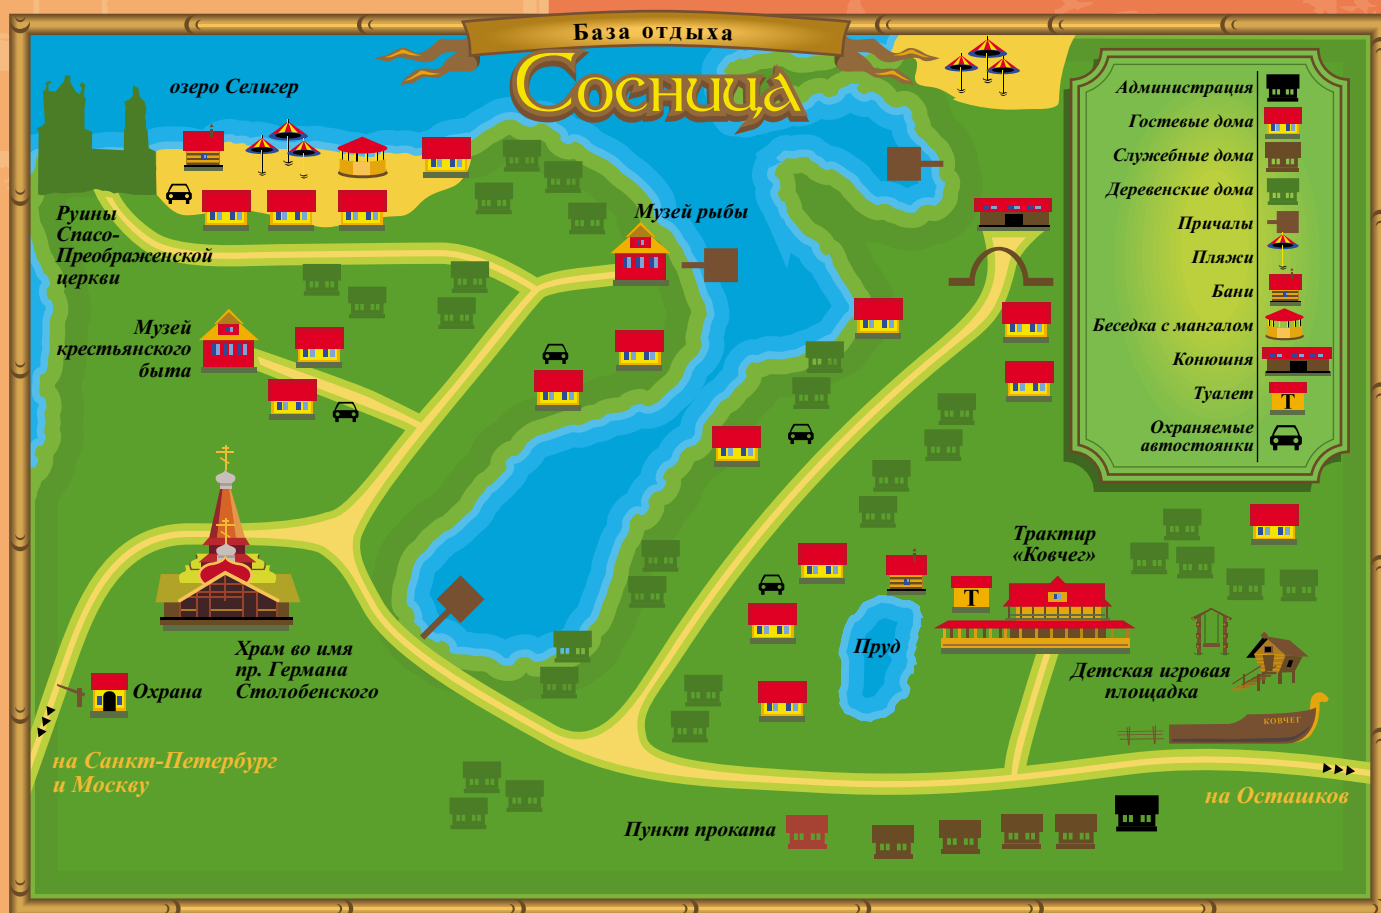 База отдыха
Сосница
озеро Селигер
Руины
Спасо-
Преображенской
церкви
Музей рыбы
Музей
крестьянского
быта
Администрация
Гостевые дома
Служебные дома
Деревенские дома
Причалы
Пляжи
Бани
Беседка с мангалом
Конюшня
Туалет
Т
Охраняемые
автостоянки
Трактир
«Ковчег»
Т
Пруд
Храм во имя
пр. Германа
Столобенского
Охрана
Детская игровая
площадка
КОВЧЕГ
на Санкт-Петербург
и Москву
на Осташков
Пункт проката